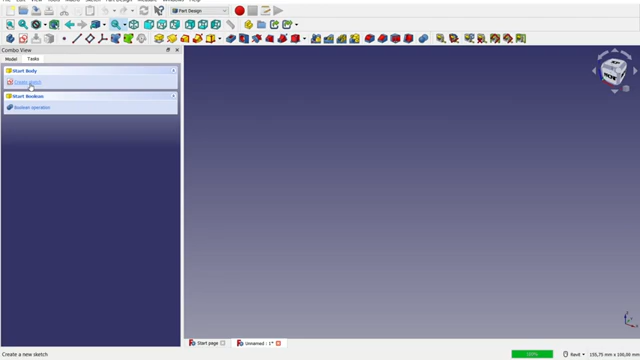 Part Design
Combo View
Model
Tasks
Start Body
Create sketch
Start Boolean
Boolean operation
Start page
Unnamed : 1*
Create a new sketch
100%
Revit
155,75 mm x 100,00 mm